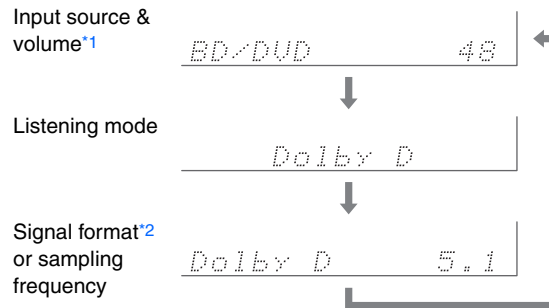 Input source &
volume*1
BD/DVD 48
Listening mode
Dolby D
Signal format*2
or sampling
frequency
Dolby D 5.1